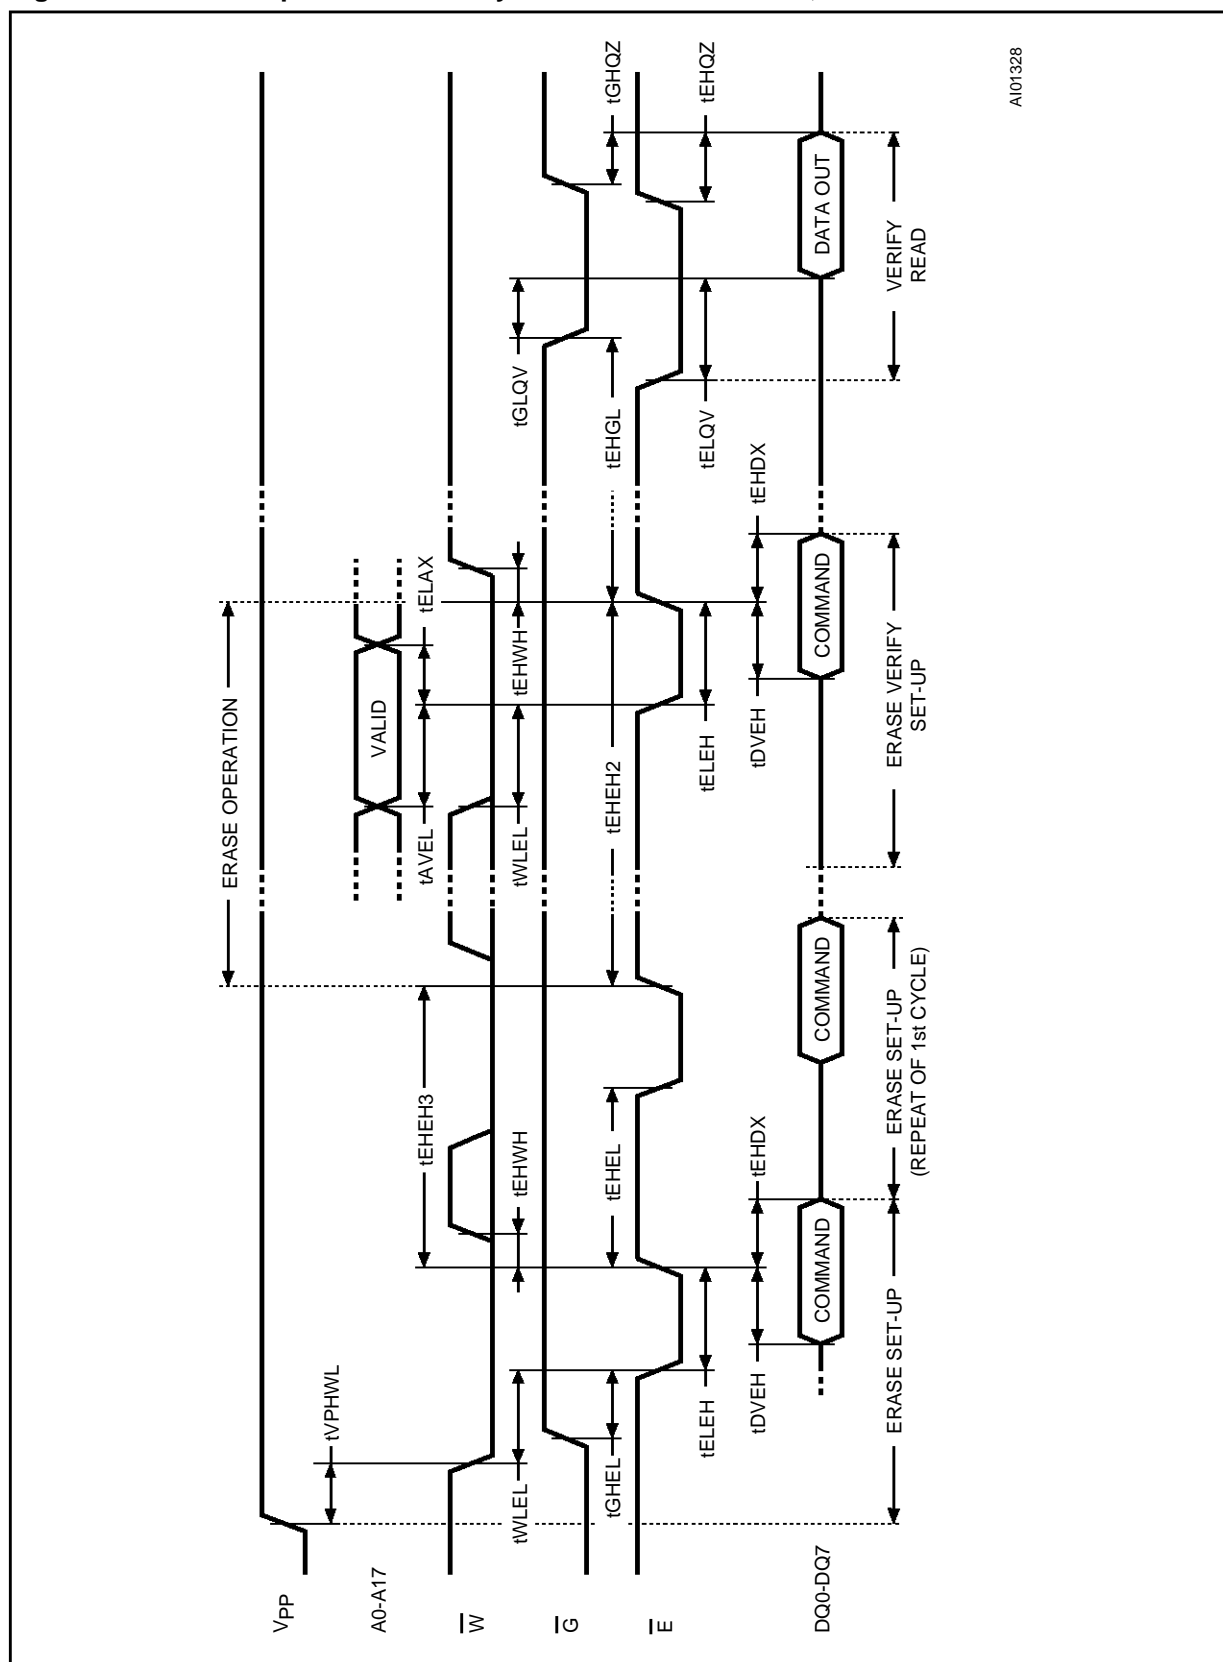 VPP
A0-A17
W
G
E
DQ0-DQ7
ERASE OPERATION
tVPHWL
VALID
tEHEH3
tAVEL
tELAX
tWLEL
tEHWH
tWLEL
tEHWH
tGLQV
tGHEL
tEHEL
tEHEH2
tEHGL
tGHQZ
tELEH
tELEH
tELQV
tEHQZ
tDVEH
tEHDX
tDVEH
tEHDX
COMMAND
COMMAND
COMMAND
DATA OUT
ERASE SET-UP
ERASE SET-UP
(REPEAT OF 1st CYCLE)
ERASE VERIFY
SET-UP
VERIFY
READ
AI01328